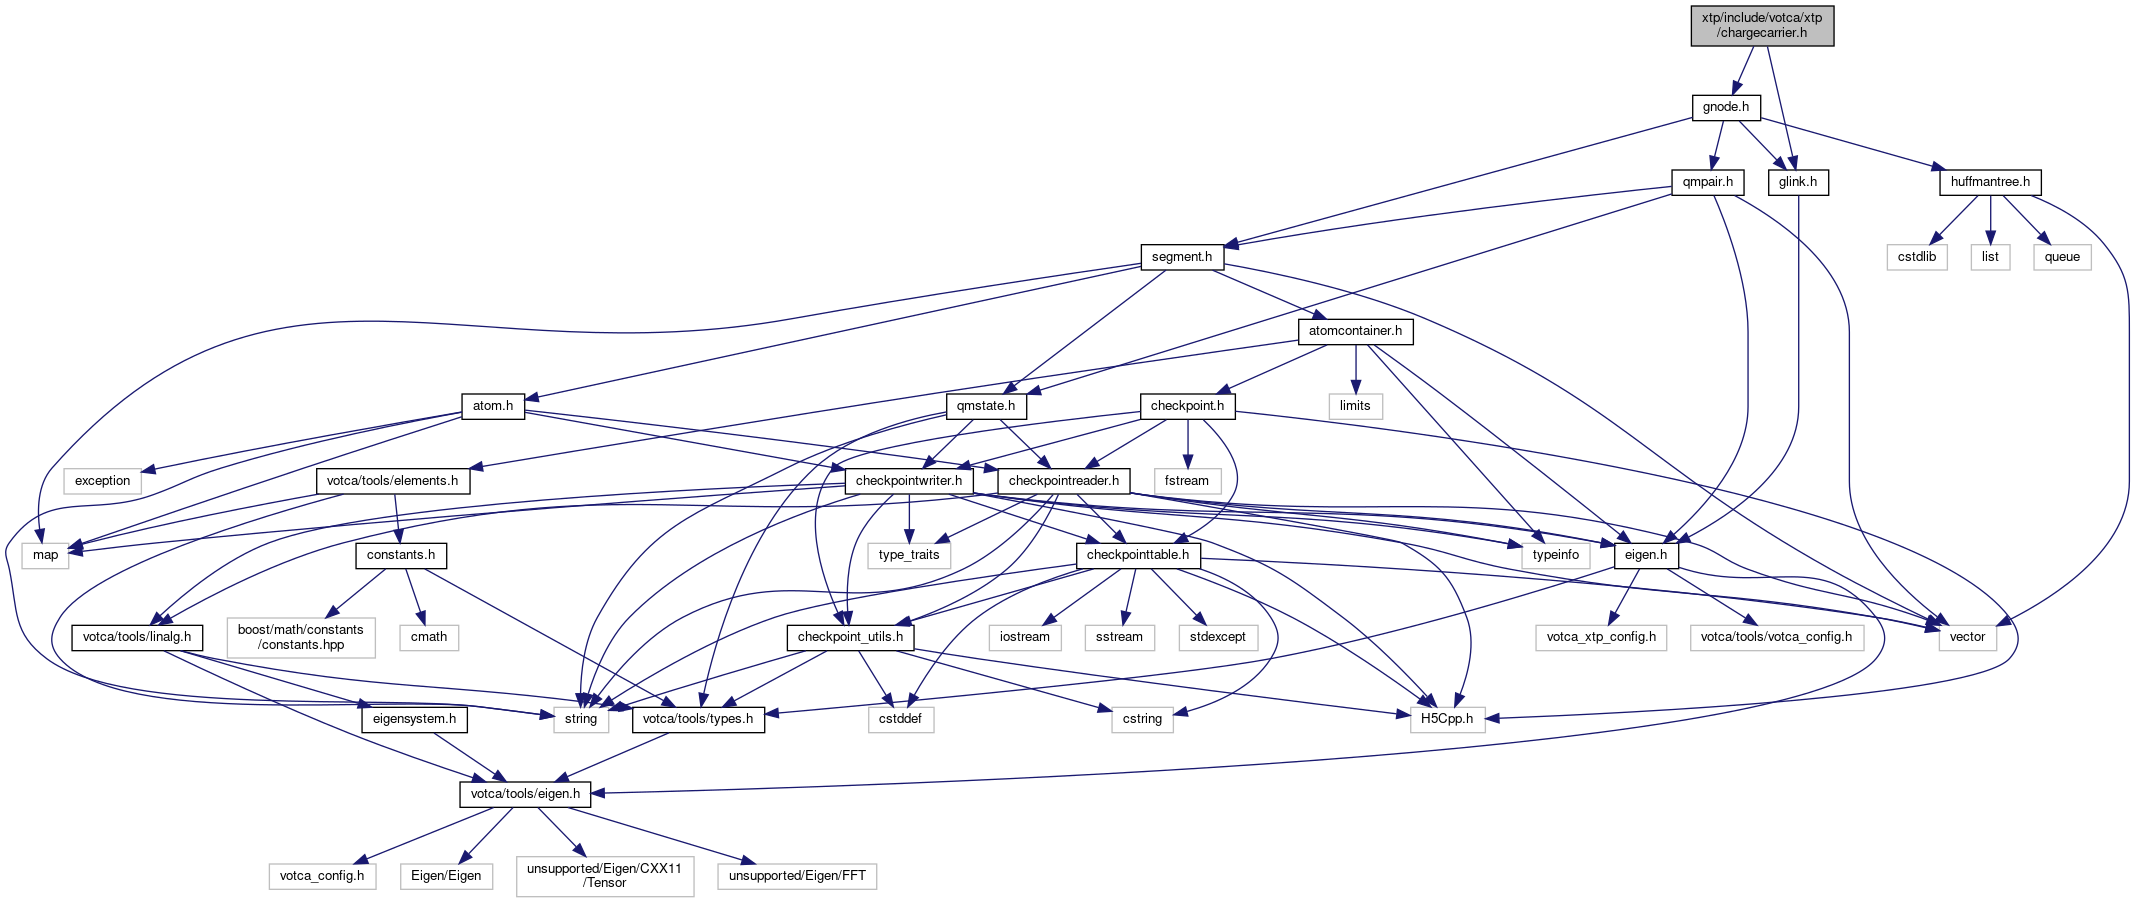 xtp/include/votca/xtp
/chargecarrier.h
gnode.h
qmpair.h
glink.h
huffmantree.h
segment.h
cstdlib
list
queue
atomcontainer.h
atom.h
qmstate.h
checkpoint.h
limits
exception
votca/tools/elements.h
checkpointwriter.h
checkpointreader.h
fstream
map
constants.h
type_traits
checkpointtable.h
typeinfo
eigen.h
votca/tools/linalg.h
boost/math/constants
/constants.hpp
cmath
checkpoint_utils.h
iostream
sstream
stdexcept
votca_xtp_config.h
votca/tools/votca_config.h
vector
eigensystem.h
string
votca/tools/types.h
cstddef
cstring
H5Cpp.h
votca/tools/eigen.h
votca_config.h
Eigen/Eigen
unsupported/Eigen/CXX11
/Tensor
unsupported/Eigen/FFT